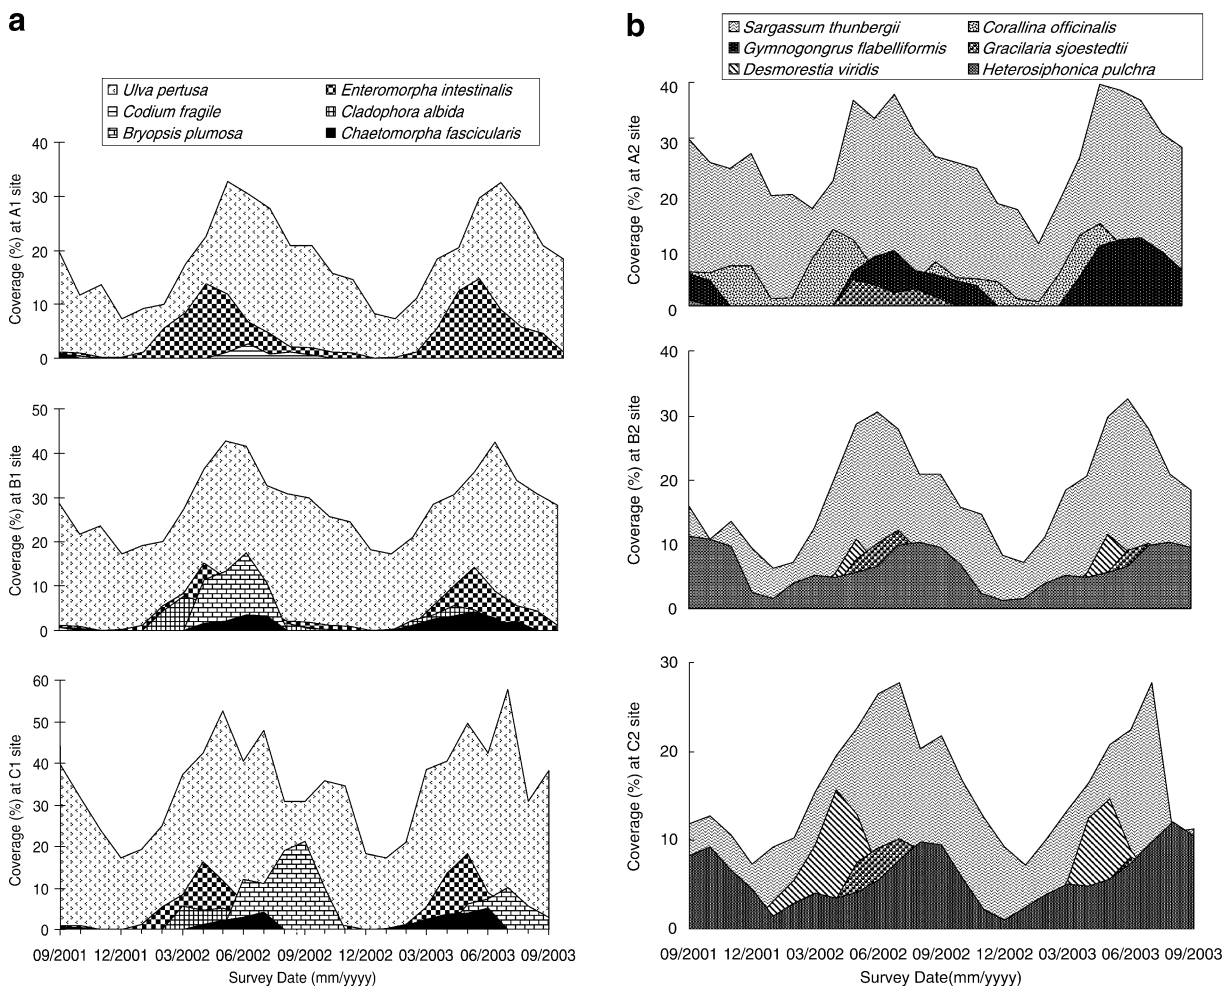 a
Ulva pertusa Enteromorpha intestinalis
Codium fragile Cladophora albida
Bryopsis plumosa Chaetomorpha fascicularis
Coverage (%) at A1 site
40
30
20
10
0
Coverage (%) at B1 site
50
40
30
20
10
0
Coverage (%) at C1 site
60
50
40
30
20
10
0
09/2001 12/2001 03/2002 06/2002 09/2002 12/2002 03/2003 06/2003 09/2003
Survey Date (mm/yyyy)
b
Sargassum thunbergii Corallina officinalis
Gymnogongrus flabelliformis Gracilaria sjoestedtii
Desmorestia viridis Heterosiphonica pulchra
Coverage (%) at A2 site
40
30
20
10
0
Coverage (%) at B2 site
40
30
20
10
0
Coverage (%) at C2 site
30
20
10
0
09/2001 12/2001 03/2002 06/2002 09/2002 12/2002 03/2003 06/2003 09/2003
Survey Date(mm/yyyy)